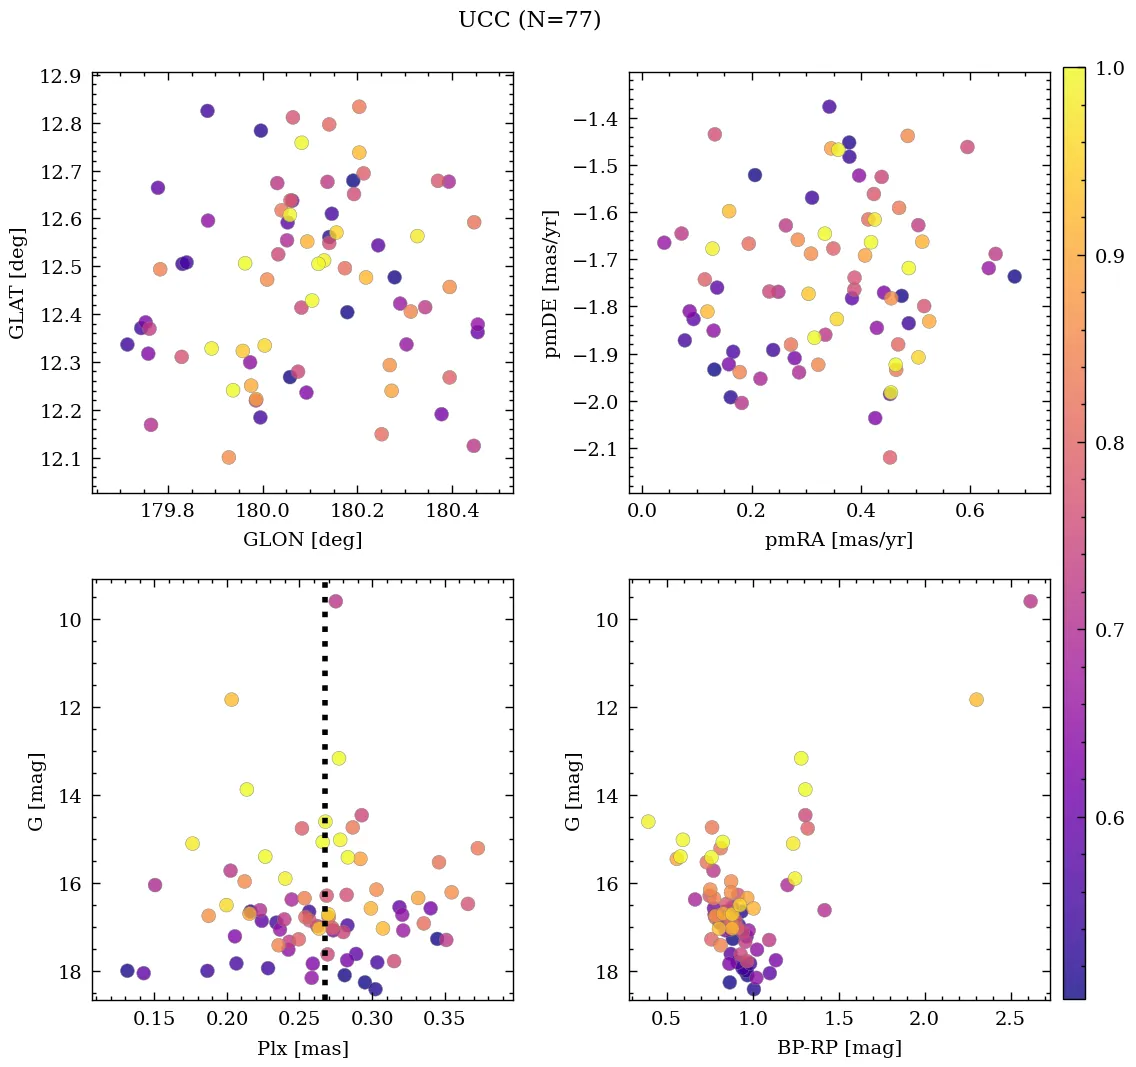 UCC (N=77)
12.9
12.8
12.7
12.6
12.5
12.4
12.3
12.2
12.1
GLAT [deg]
179.8 180.0 180.2 180.4
GLON [deg]
−1.4
−1.5
−1.6
−1.7
−1.8
−1.9
−2.0
−2.1
pmDE [mas/yr]
0.0 0.2 0.4 0.6
pmRA [mas/yr]
10
12
14
16
18
G [mag]
0.15 0.20 0.25 0.30 0.35
Plx [mas]
10
12
14
16
18
G [mag]
0.5 1.0 1.5 2.0 2.5
BP-RP [mag]
1.0
0.9
0.8
0.7
0.6